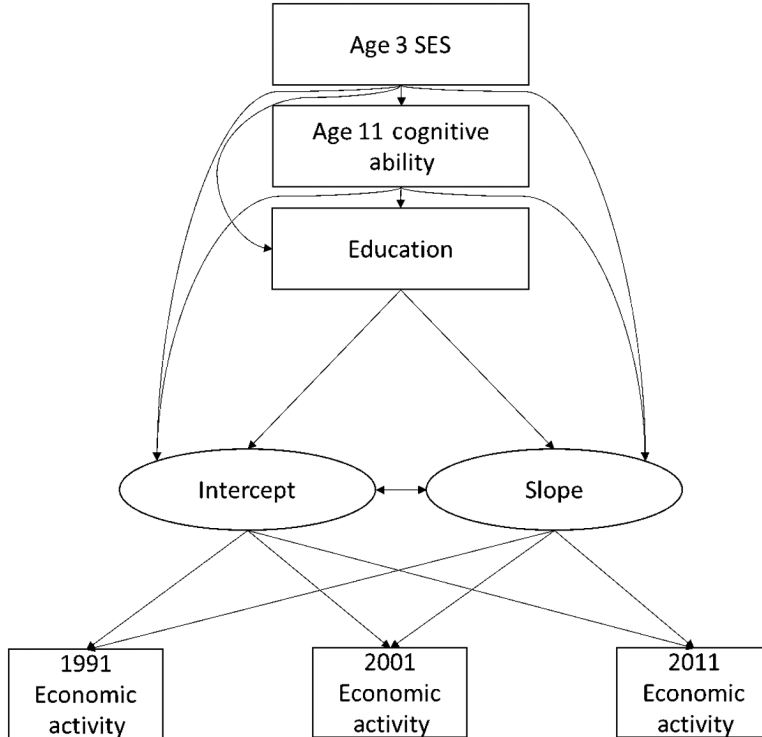 Age 3 SES
Age 11 cognitive
ability
Education
Intercept
Slope
1991
Economic
activity
2001
Economic
activity
2011
Economic
activity